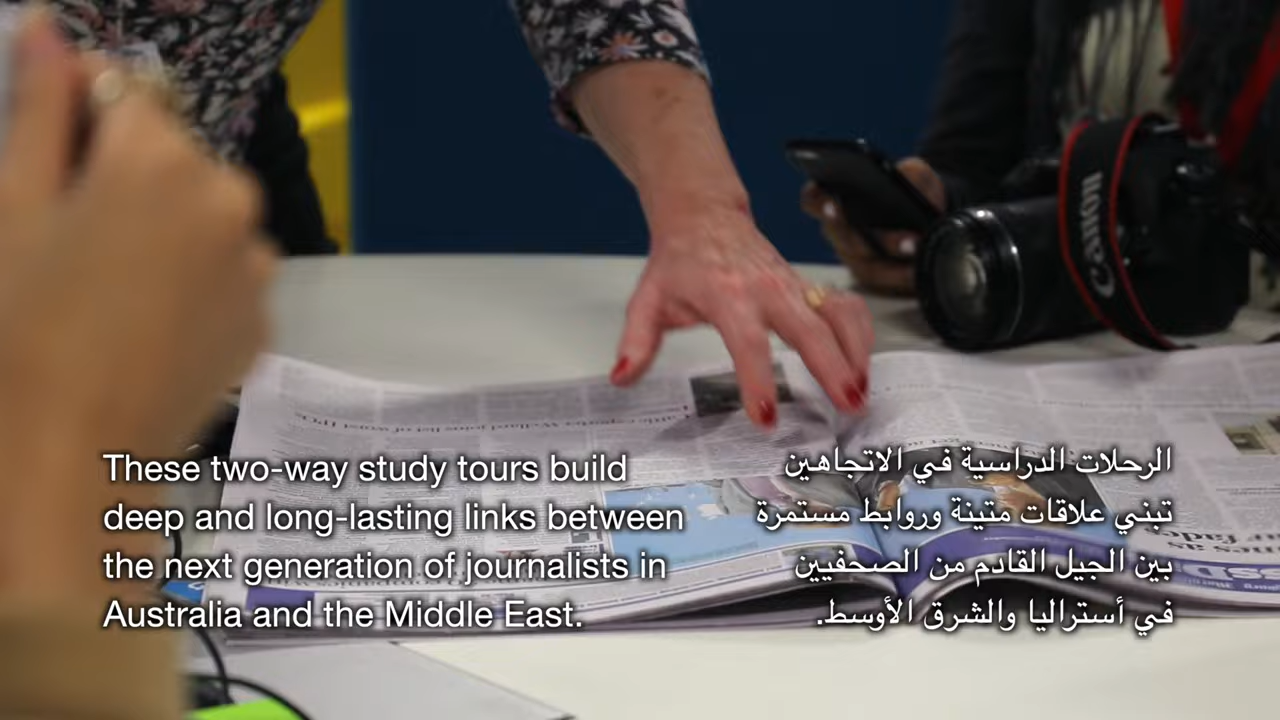 These two-way study tours build
deep and long-lasting links between
the next generation of journalists in
Australia and the Middle East.
الرحلات الدراسية في الاتجاهين
تبني علاقات متينة وروابط مستمرة
بين الجيل القادم من الصحفيين
في أستراليا والشرق الأوسط.
Canon